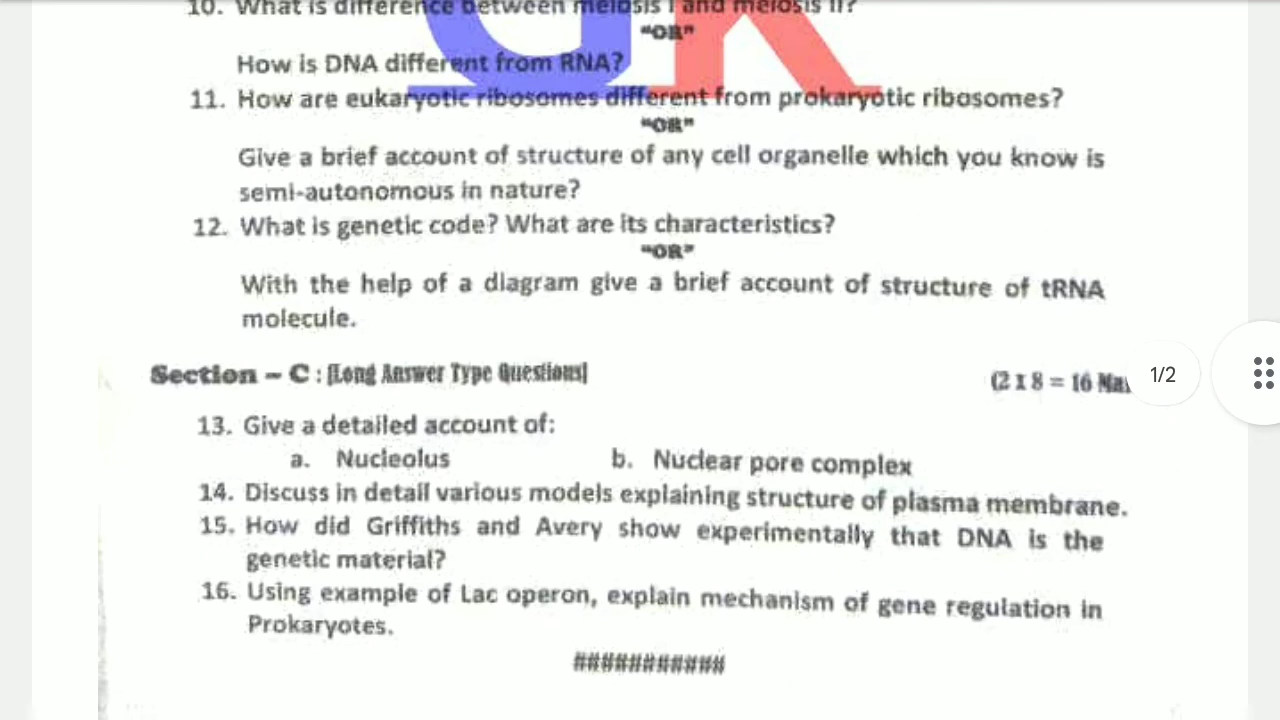 10. What is difference between meiosis I and meiosis II?
"OR"
How is DNA different from RNA?
11. How are eukaryotic ribosomes different from prokaryotic ribosomes?
"OR"
Give a brief account of structure of any cell organelle which you know is
semi-autonomous in nature?
12. What is genetic code? What are its characteristics?
"OR"
With the help of a diagram give a brief account of structure of tRNA
molecule.
Section – C : [Long Answer Type Questions]
(2 x 8 = 16
1/2
13. Give a detailed account of:
a. Nucleolus b. Nuclear pore complex
14. Discuss in detail various models explaining structure of plasma membrane.
15. How did Griffiths and Avery show experimentally that DNA is the
genetic material?
16. Using example of Lac operon, explain mechanism of gene regulation in
Prokaryotes.
###########